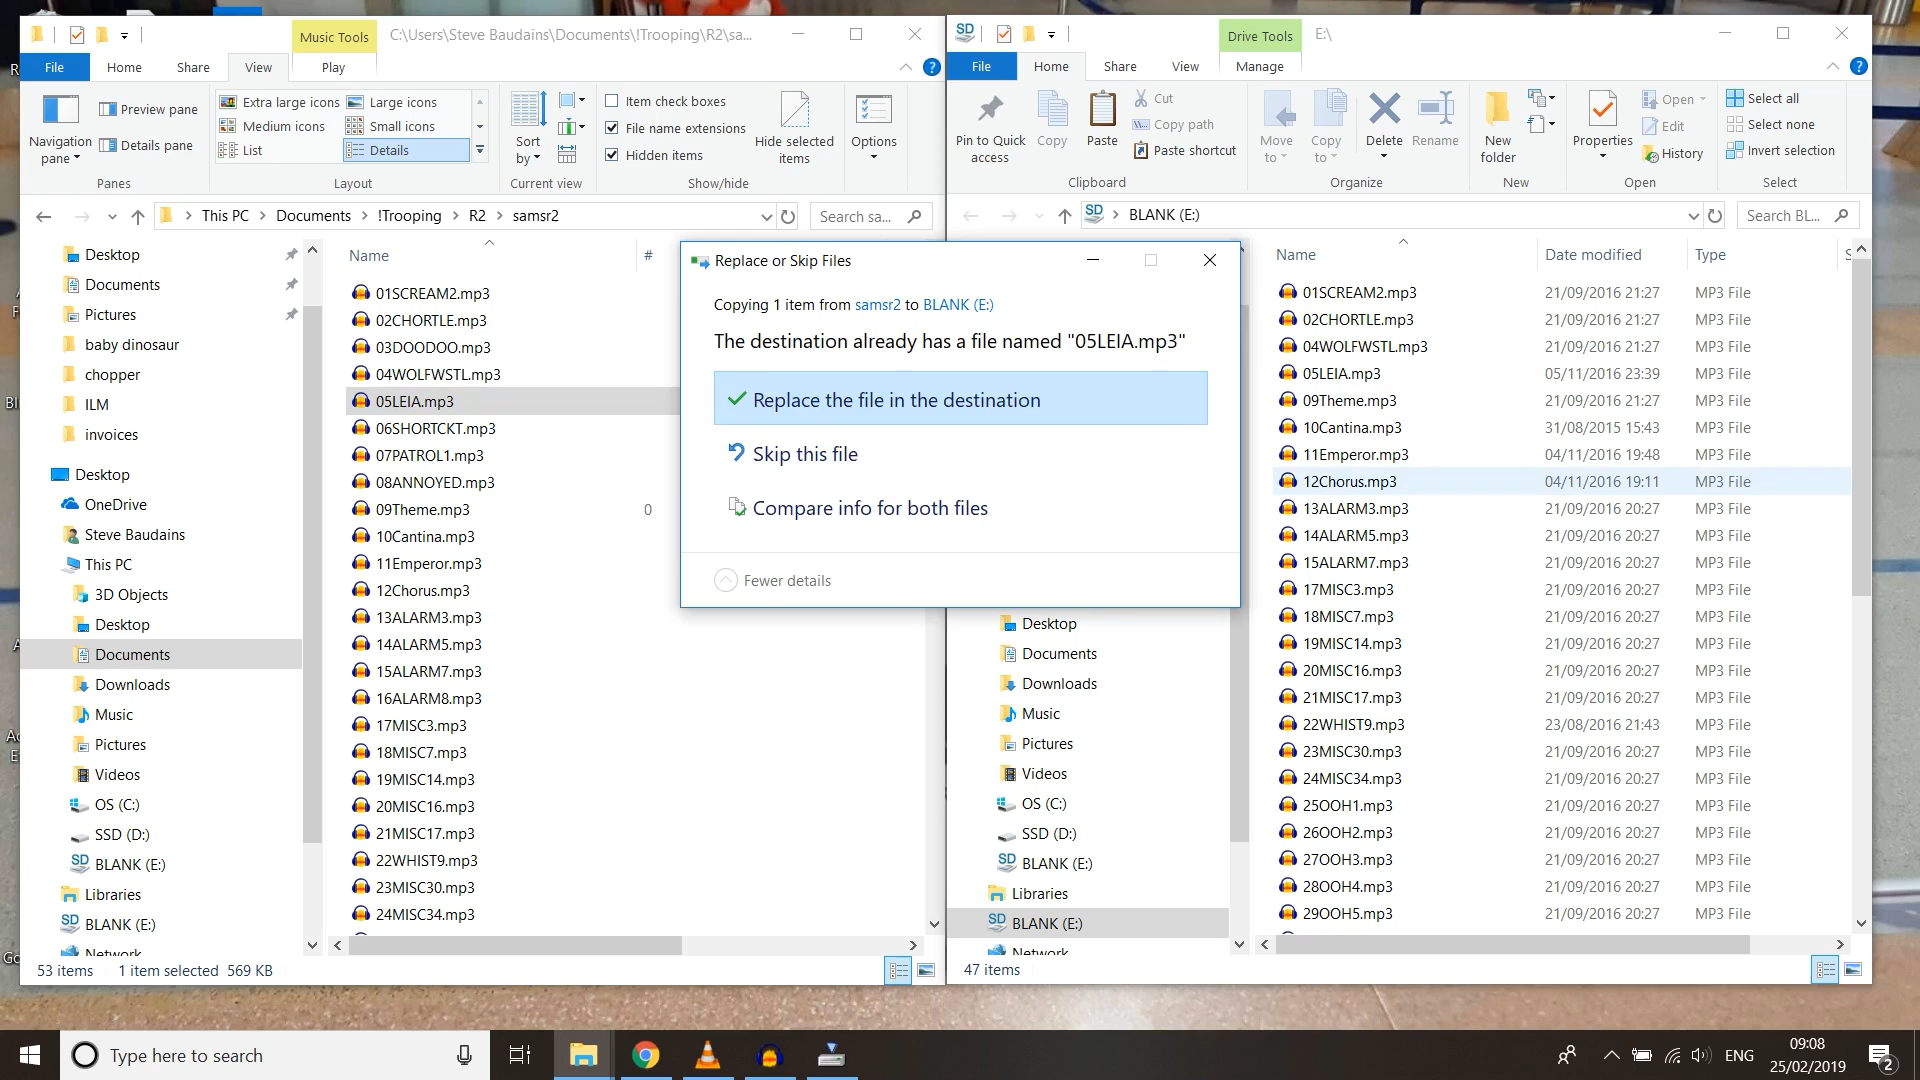 Music Tools
C:\Users\Steve Baudains\Documents\!Trooping\R2\sa...
File
Home
Share
View
Play
Navigation pane
Preview pane
Details pane
Panes
Extra large icons
Large icons
Medium icons
Small icons
List
Details
Layout
Sort by
Current view
Item check boxes
File name extensions
Hidden items
Hide selected items
Show/hide
Options
This PC
Documents
!Trooping
R2
samsr2
Search sa...
Desktop
Documents
Pictures
baby dinosaur
chopper
ILM
invoices
Desktop
OneDrive
Steve Baudains
This PC
3D Objects
Desktop
Documents
Downloads
Music
Pictures
Videos
OS (C:)
SSD (D:)
BLANK (E:)
Libraries
BLANK (E:)
Network
Name
#
01SCREAM2.mp3
02CHORTLE.mp3
03DOODOO.mp3
04WOLFWSTL.mp3
05LEIA.mp3
06SHORTCKT.mp3
07PATROL1.mp3
08ANNOYED.mp3
09Theme.mp3 0
10Cantina.mp3
11Emperor.mp3
12Chorus.mp3
13ALARM3.mp3
14ALARM5.mp3
15ALARM7.mp3
16ALARM8.mp3
17MISC3.mp3
18MISC7.mp3
19MISC14.mp3
20MISC16.mp3
21MISC17.mp3
22WHIST9.mp3
23MISC30.mp3
24MISC34.mp3
53 items 1 item selected 569 KB
SD
Drive Tools
E:\
File
Home
Share
View
Manage
Pin to Quick access
Copy
Paste
Cut
Copy path
Paste shortcut
Clipboard
Move to
Copy to
Delete
Rename
Organize
New folder
New
Properties
Open
Edit
History
Open
Select all
Select none
Invert selection
Select
SD
BLANK (E:)
Search BL...
Replace or Skip Files
Copying 1 item from samsr2 to BLANK (E:)
The destination already has a file named "05LEIA.mp3"
Replace the file in the destination
Skip this file
Compare info for both files
Fewer details
Desktop
Documents
Downloads
Music
Pictures
Videos
OS (C:)
SSD (D:)
BLANK (E:)
Libraries
BLANK (E:)
Network
Name Date modified Type S
01SCREAM2.mp3 21/09/2016 21:27 MP3 File
02CHORTLE.mp3 21/09/2016 21:27 MP3 File
04WOLFWSTL.mp3 21/09/2016 21:27 MP3 File
05LEIA.mp3 05/11/2016 23:39 MP3 File
09Theme.mp3 21/09/2016 21:27 MP3 File
10Cantina.mp3 31/08/2015 15:43 MP3 File
11Emperor.mp3 04/11/2016 19:48 MP3 File
12Chorus.mp3 04/11/2016 19:11 MP3 File
13ALARM3.mp3 21/09/2016 20:27 MP3 File
14ALARM5.mp3 21/09/2016 20:27 MP3 File
15ALARM7.mp3 21/09/2016 20:27 MP3 File
17MISC3.mp3 21/09/2016 20:27 MP3 File
18MISC7.mp3 21/09/2016 20:27 MP3 File
19MISC14.mp3 21/09/2016 20:27 MP3 File
20MISC16.mp3 21/09/2016 20:27 MP3 File
21MISC17.mp3 21/09/2016 20:27 MP3 File
22WHIST9.mp3 23/08/2016 21:43 MP3 File
23MISC30.mp3 21/09/2016 20:27 MP3 File
24MISC34.mp3 21/09/2016 20:27 MP3 File
25OOH1.mp3 21/09/2016 20:27 MP3 File
26OOH2.mp3 21/09/2016 20:27 MP3 File
27OOH3.mp3 21/09/2016 20:27 MP3 File
28OOH4.mp3 21/09/2016 20:27 MP3 File
29OOH5.mp3 21/09/2016 20:27 MP3 File
47 items
Type here to search
ENG
09:08
25/02/2019
2